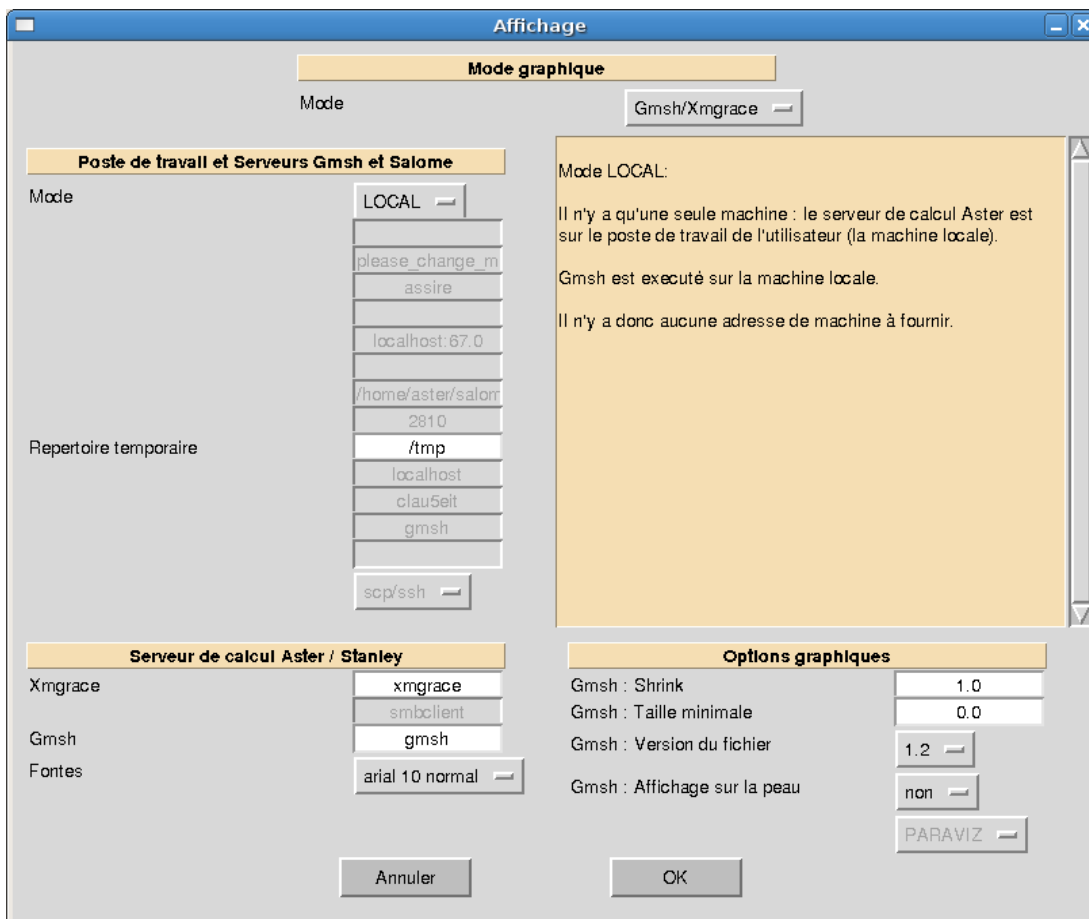 Affichage
Mode graphique
Mode
Gmsh/Xmgrace
Poste de travail et Serveurs Gmsh et Salome
Mode
LOCAL
please_change_m
assire
localhost:67.0
/home/aster/salom
2810
Repertoire temporaire
/tmp
localhost
clau5eit
gmsh
scp/ssh
Mode LOCAL:
Il n'y a qu'une seule machine : le serveur de calcul Aster est
sur le poste de travail de l'utilisateur (la machine locale).
Gmsh est executé sur la machine locale.
Il n'y a donc aucune adresse de machine à fournir.
Serveur de calcul Aster / Stanley
Xmgrace
xmgrace
smbclient
Gmsh
gmsh
Fontes
arial 10 normal
Options graphiques
Gmsh : Shrink
1.0
Gmsh : Taille minimale
0.0
Gmsh : Version du fichier
1.2
Gmsh : Affichage sur la peau
non
PARAVIZ
Annuler
OK